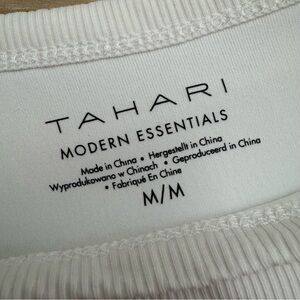 TAHARI
MODERN ESSENTIALS
Made in China • Hergestellt in China
Wyprodukowano w Chinach • Geproduceerd in China
• Fabriqué En Chine
M/M